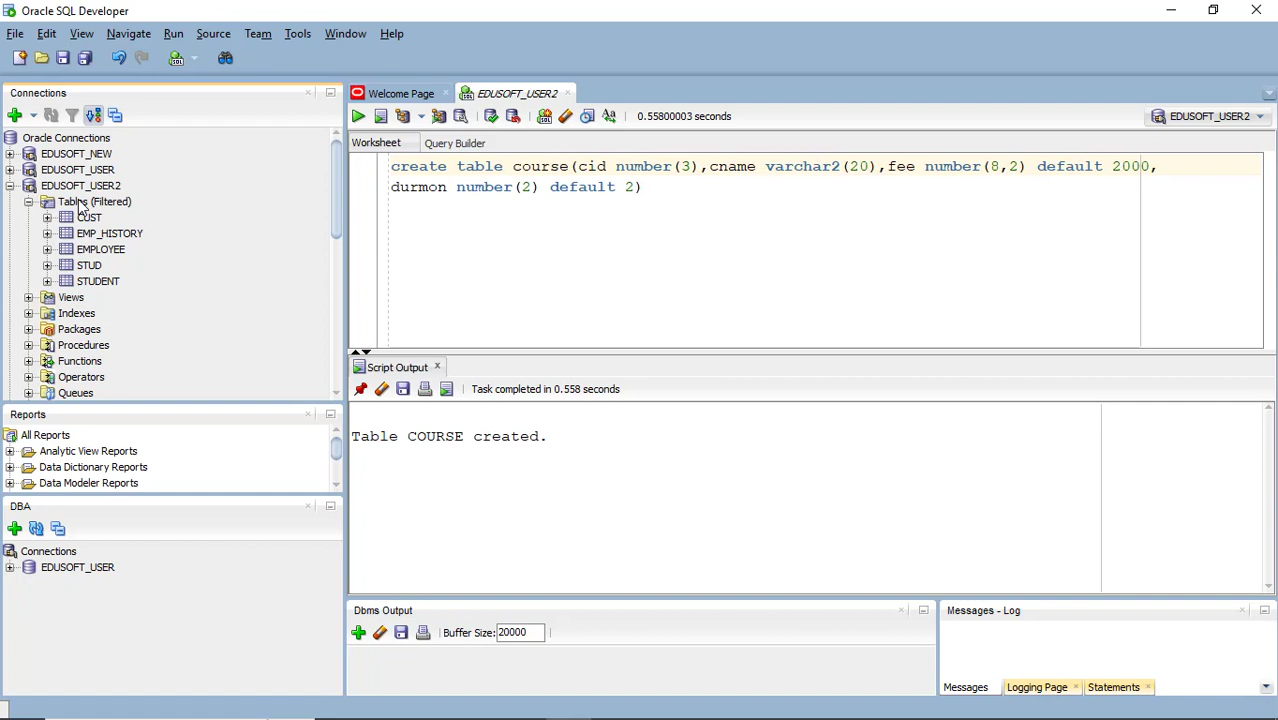 Oracle SQL Developer
File Edit View Navigate Run Source Team Tools Window Help
Connections
Oracle Connections
EDUSOFT_NEW
EDUSOFT_USER
EDUSOFT_USER2
Tables (Filtered)
CUST
EMP_HISTORY
EMPLOYEE
STUD
STUDENT
Views
Indexes
Packages
Procedures
Functions
Operators
Queues
Reports
All Reports
Analytic View Reports
Data Dictionary Reports
Data Modeler Reports
DBA
Connections
EDUSOFT_USER
Welcome Page EDUSOFT_USER2
0.55800003 seconds EDUSOFT_USER2
Worksheet Query Builder
create table course(cid number(3),cname varchar2(20),fee number(8,2) default 2000,
durmon number(2) default 2)
Script Output
Task completed in 0.558 seconds
Table COURSE created.
Dbms Output
Buffer Size: 20000
Messages - Log
Messages Logging Page Statements